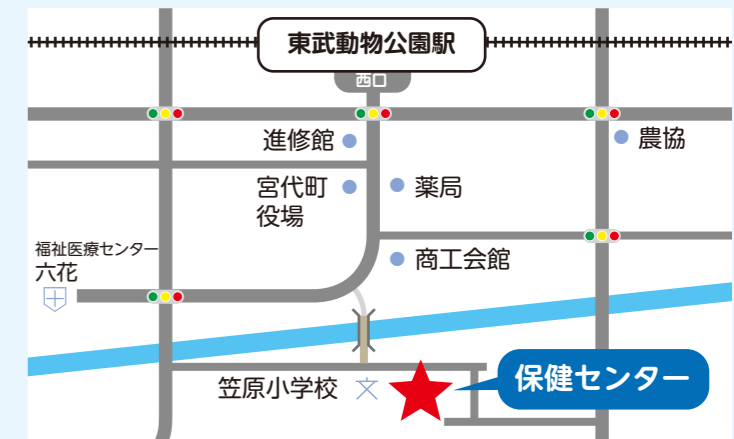 東武動物公園駅
西口
進修館
農協
宮代町
役場
薬局
福祉医療センター
六花
商工会館
笠原小学校
文
保健センター